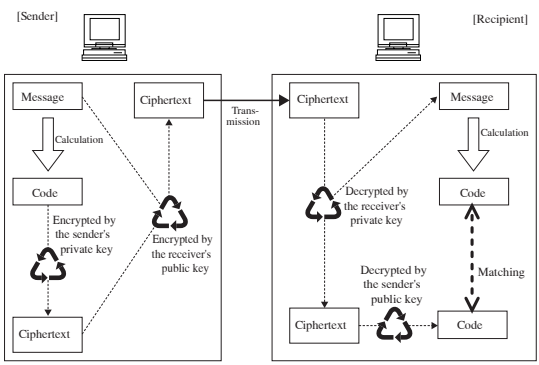 [Sender]
[Recipient]
Message
Ciphertext
Trans-
mission
Calculation
Code
Encrypted by
the sender's
private key
Encrypted by
the receiver's
public key
Ciphertext
Ciphertext
Message
Calculation
Decrypted by
the receiver's
private key
Code
Decrypted by
the sender's
public key
Matching
Ciphertext
Code